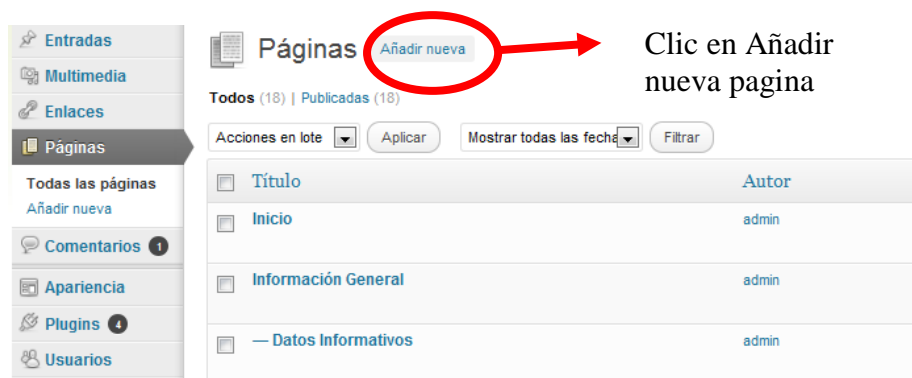 Entradas
Multimedia
Enlaces
Páginas
Todas las páginas
Añadir nueva
Comentarios 1
Apariencia
Plugins 4
Usuarios
Páginas Añadir nueva
Todos (18) | Publicadas (18)
Acciones en lote Aplicar Mostrar todas las fecha Filtrar
Título Autor
Inicio admin
Información General admin
— Datos Informativos admin
Clic en Añadir
nueva pagina